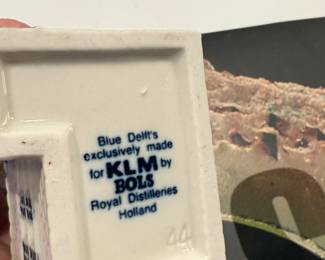 Blue Delft's
exclusively made
for KLM by
BOLS
Royal Distilleries
Holland
44